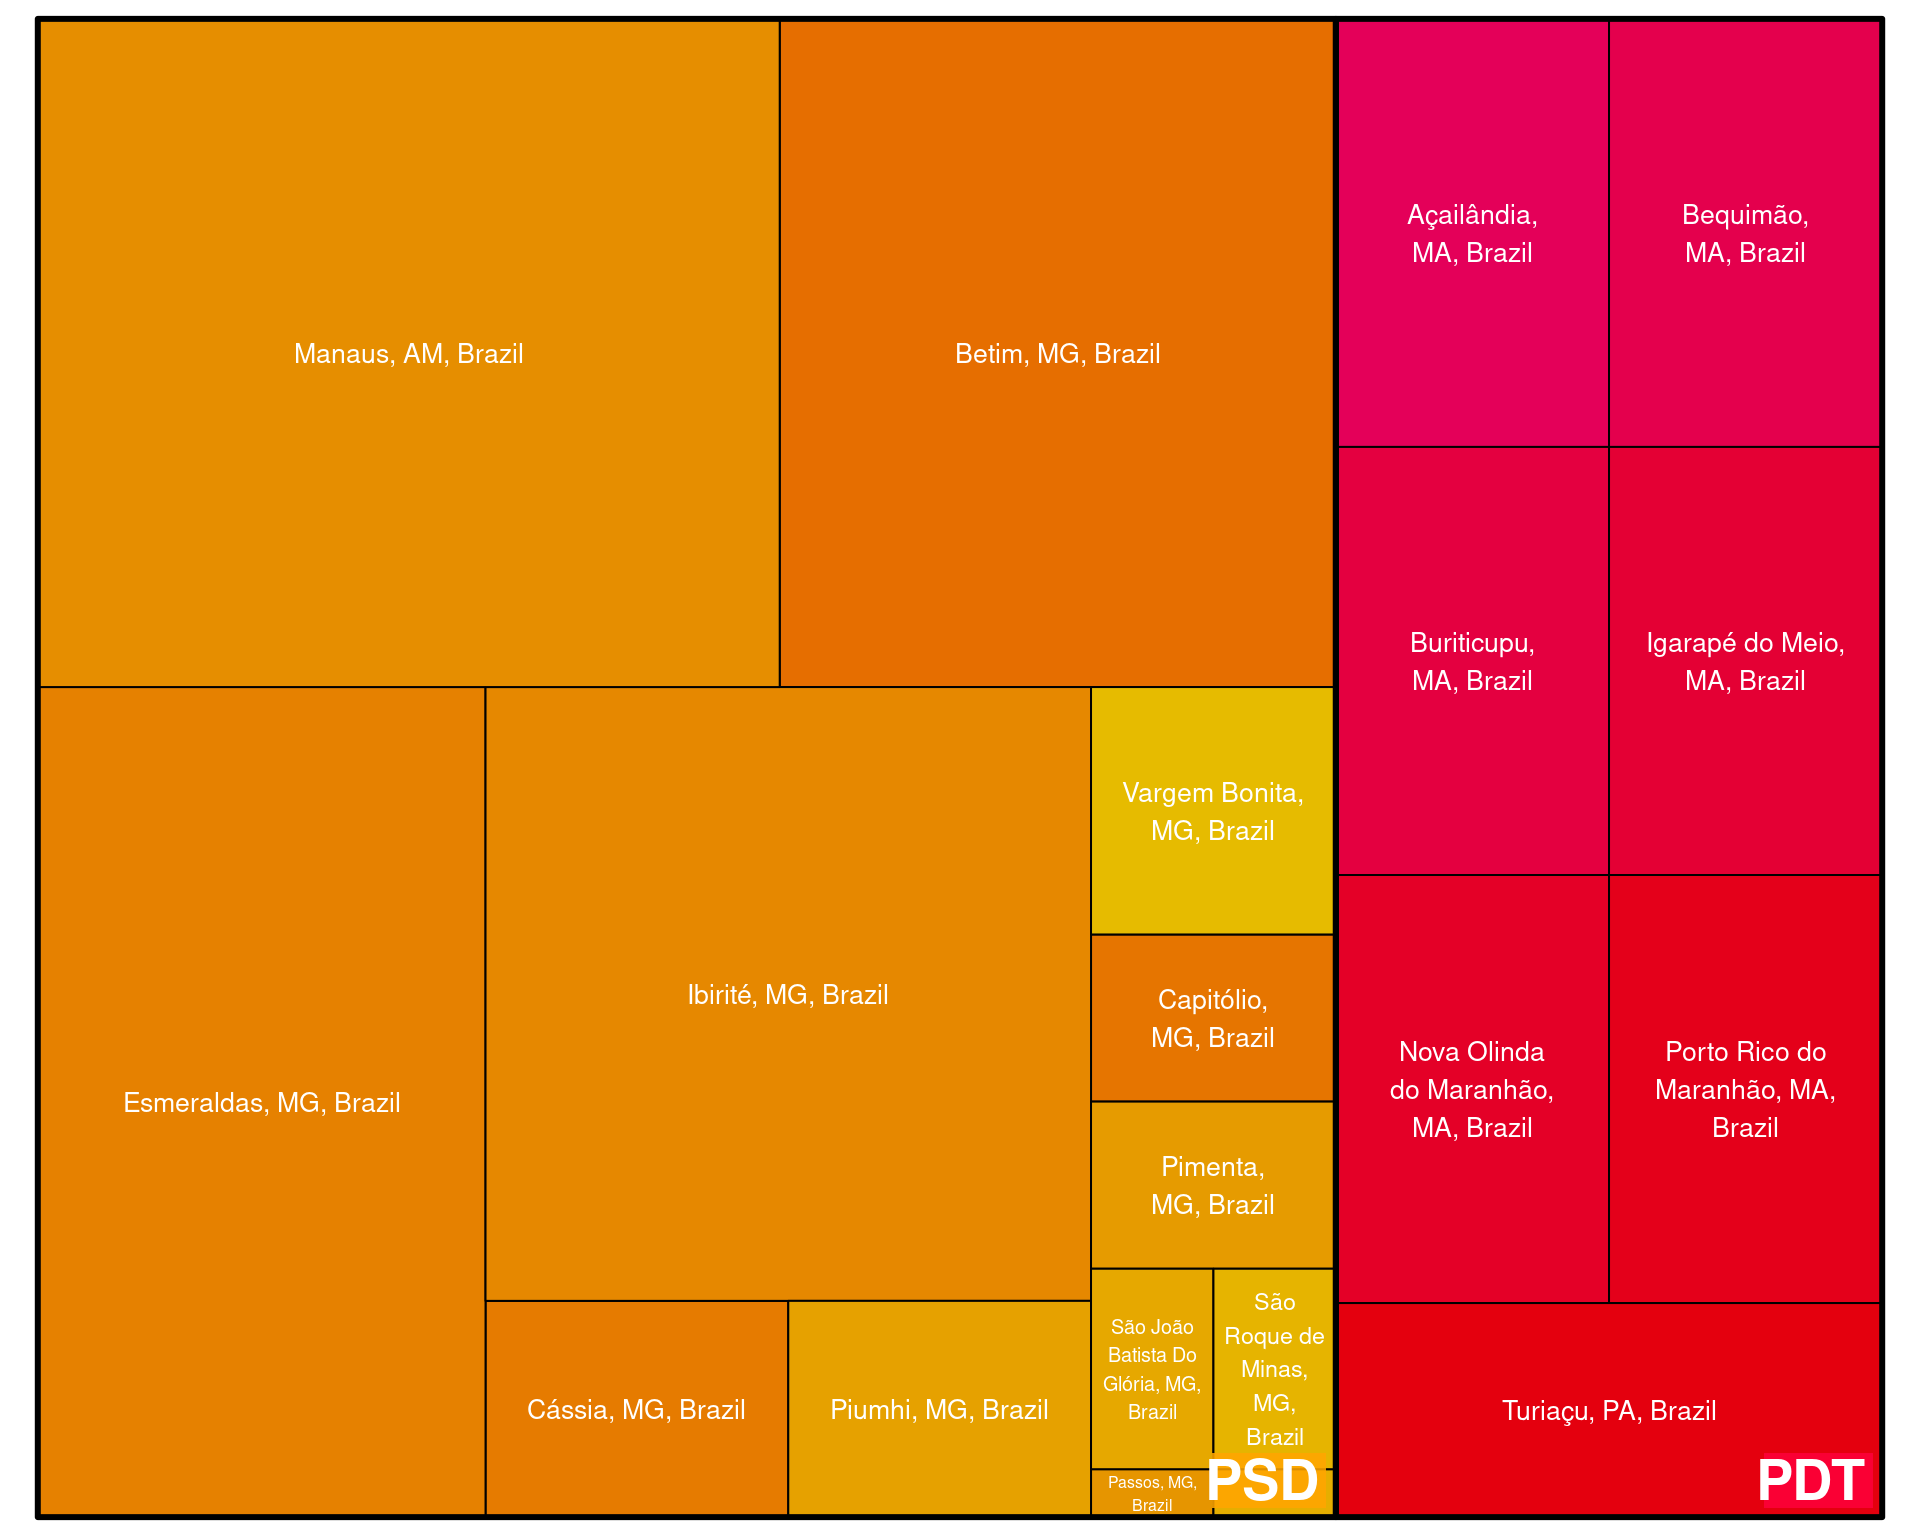 Manaus, AM, Brazil
Betim, MG, Brazil
Esmeraldas, MG, Brazil
Ibirité, MG, Brazil
Cássia, MG, Brazil
Piumhi, MG, Brazil
Vargem Bonita,
MG, Brazil
Capitólio,
MG, Brazil
Pimenta,
MG, Brazil
São João
Batista Do
Glória, MG,
Brazil
São
Roque de
Minas,
MG,
Brazil
Passos, MG,
Brazil
PSD
Açailândia,
MA, Brazil
Bequimão,
MA, Brazil
Buriticupu,
MA, Brazil
Igarapé do Meio,
MA, Brazil
Nova Olinda
do Maranhão,
MA, Brazil
Porto Rico do
Maranhão, MA,
Brazil
Turiaçu, PA, Brazil
PDT